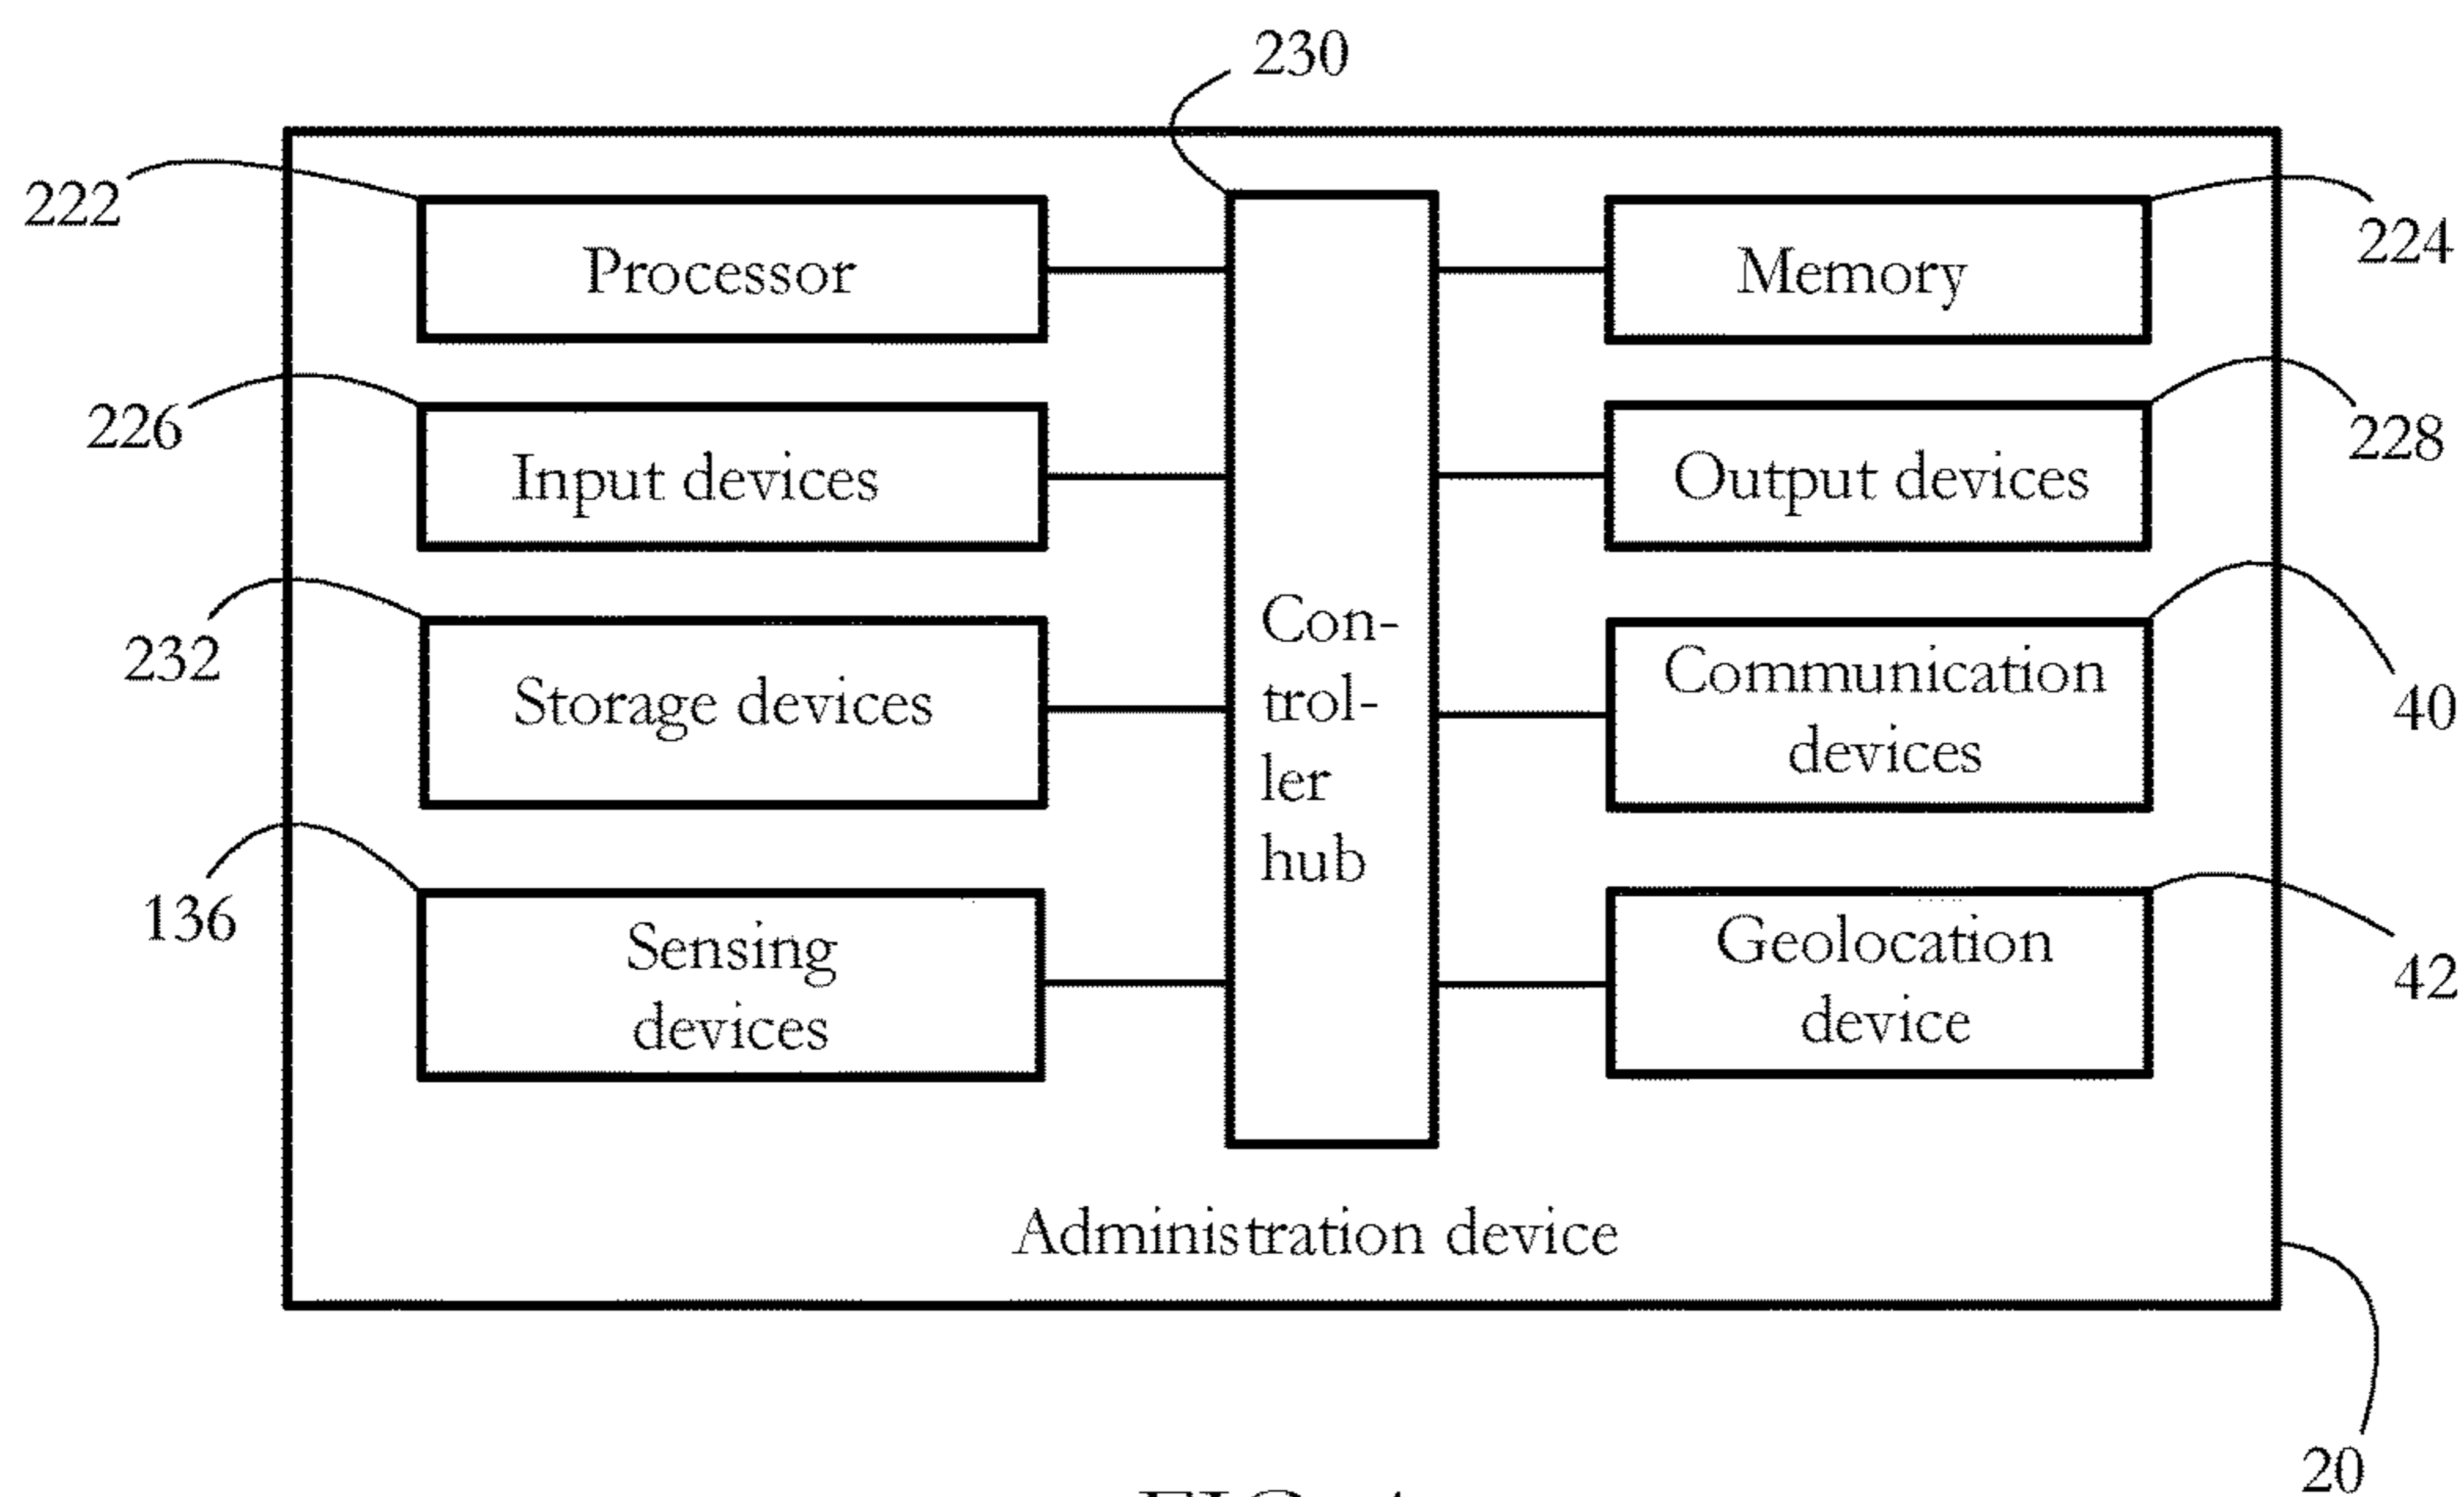 230
222
Processor
Memory
224
226
Input devices
Output devices
228
232
Storage devices
Con-
trol-
ler
hub
Communication
devices
40
136
Sensing
devices
Geolocation
device
42
Administration device
20